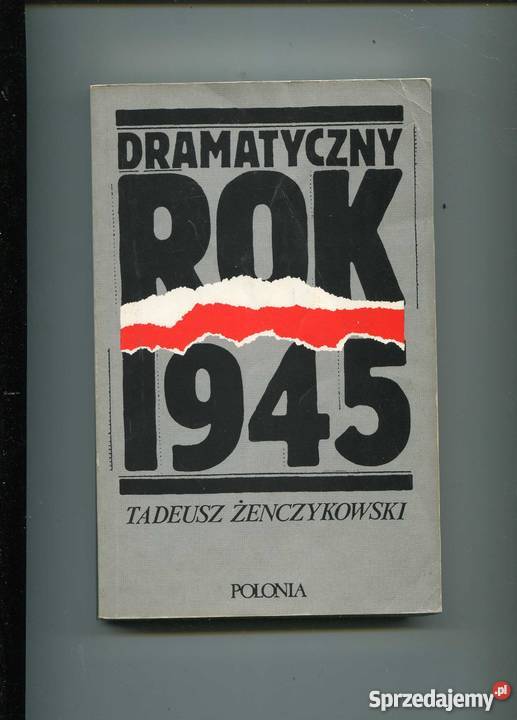 DRAMATYCZNY
ROK
1945
TADEUSZ ŻENCZYKOWSKI
POLONIA
Sprzedajemy.pl